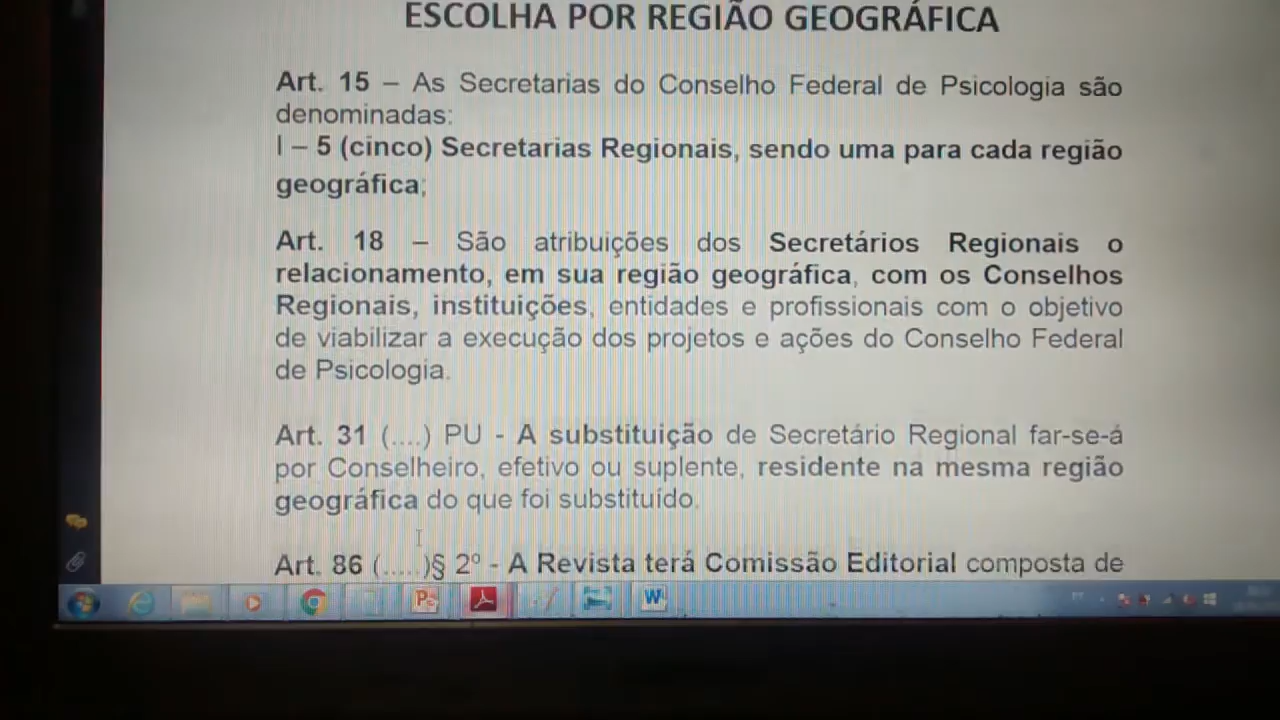 ESCOLHA POR REGIÃO GEOGRÁFICA
Art. 15 – As Secretarias do Conselho Federal de Psicologia são
denominadas:
I – 5 (cinco) Secretarias Regionais, sendo uma para cada região
geográfica;
Art. 18 – São atribuições dos Secretários Regionais o
relacionamento, em sua região geográfica, com os Conselhos
Regionais, instituições, entidades e profissionais com o objetivo
de viabilizar a execução dos projetos e ações do Conselho Federal
de Psicologia.
Art. 31 (....) PU - A substituição de Secretário Regional far-se-á
por Conselheiro, efetivo ou suplente, residente na mesma região
geográfica do que foi substituído.
Art. 86 (.....)§ 2º - A Revista terá Comissão Editorial composta de